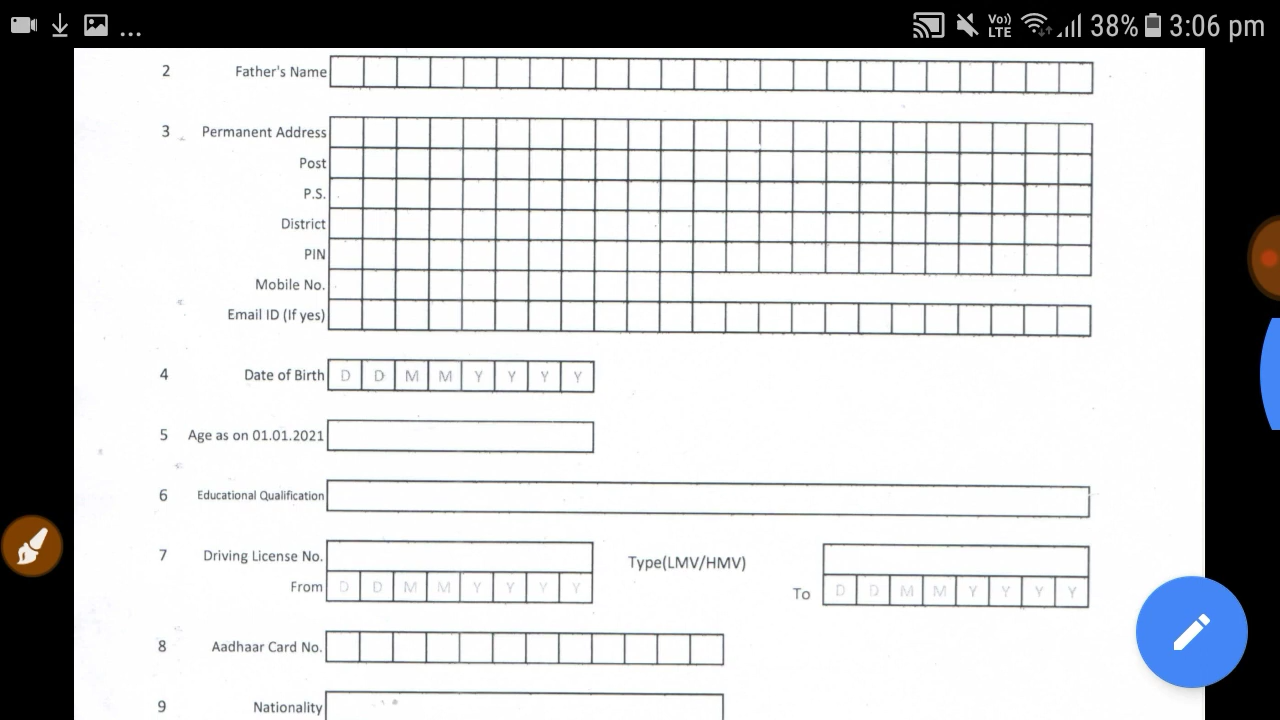 ... Vo)) LTE 38% 3:06 pm
2 Father's Name
3 Permanent Address
Post
P.S.
District
PIN
Mobile No.
Email ID (If yes)
4 Date of Birth D D M M Y Y Y Y
5 Age as on 01.01.2021
6 Educational Qualification
7 Driving License No. Type(LMV/HMV)
From D D M M Y Y Y Y To D D M M Y Y Y Y
8 Aadhaar Card No.
9 Nationality